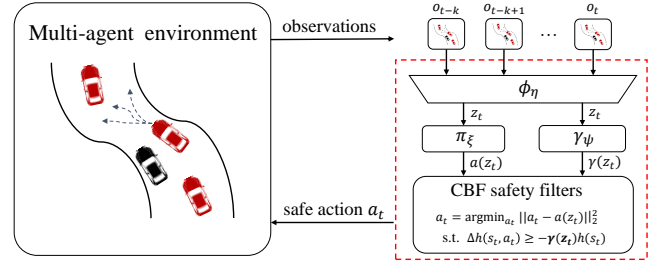 Multi-agent environment
observations
o_{t-k} o_{t-k+1} o_t
...
ϕ_η
z_t z_t
π_ξ γ_ψ
a(z_t) γ(z_t)
CBF safety filters
a_t = argmin_{a_t} ||a_t − a(z_t)||_2^2
s.t. Δh(s_t, a_t) ≥ −γ(z_t)h(s_t)
safe action a_t